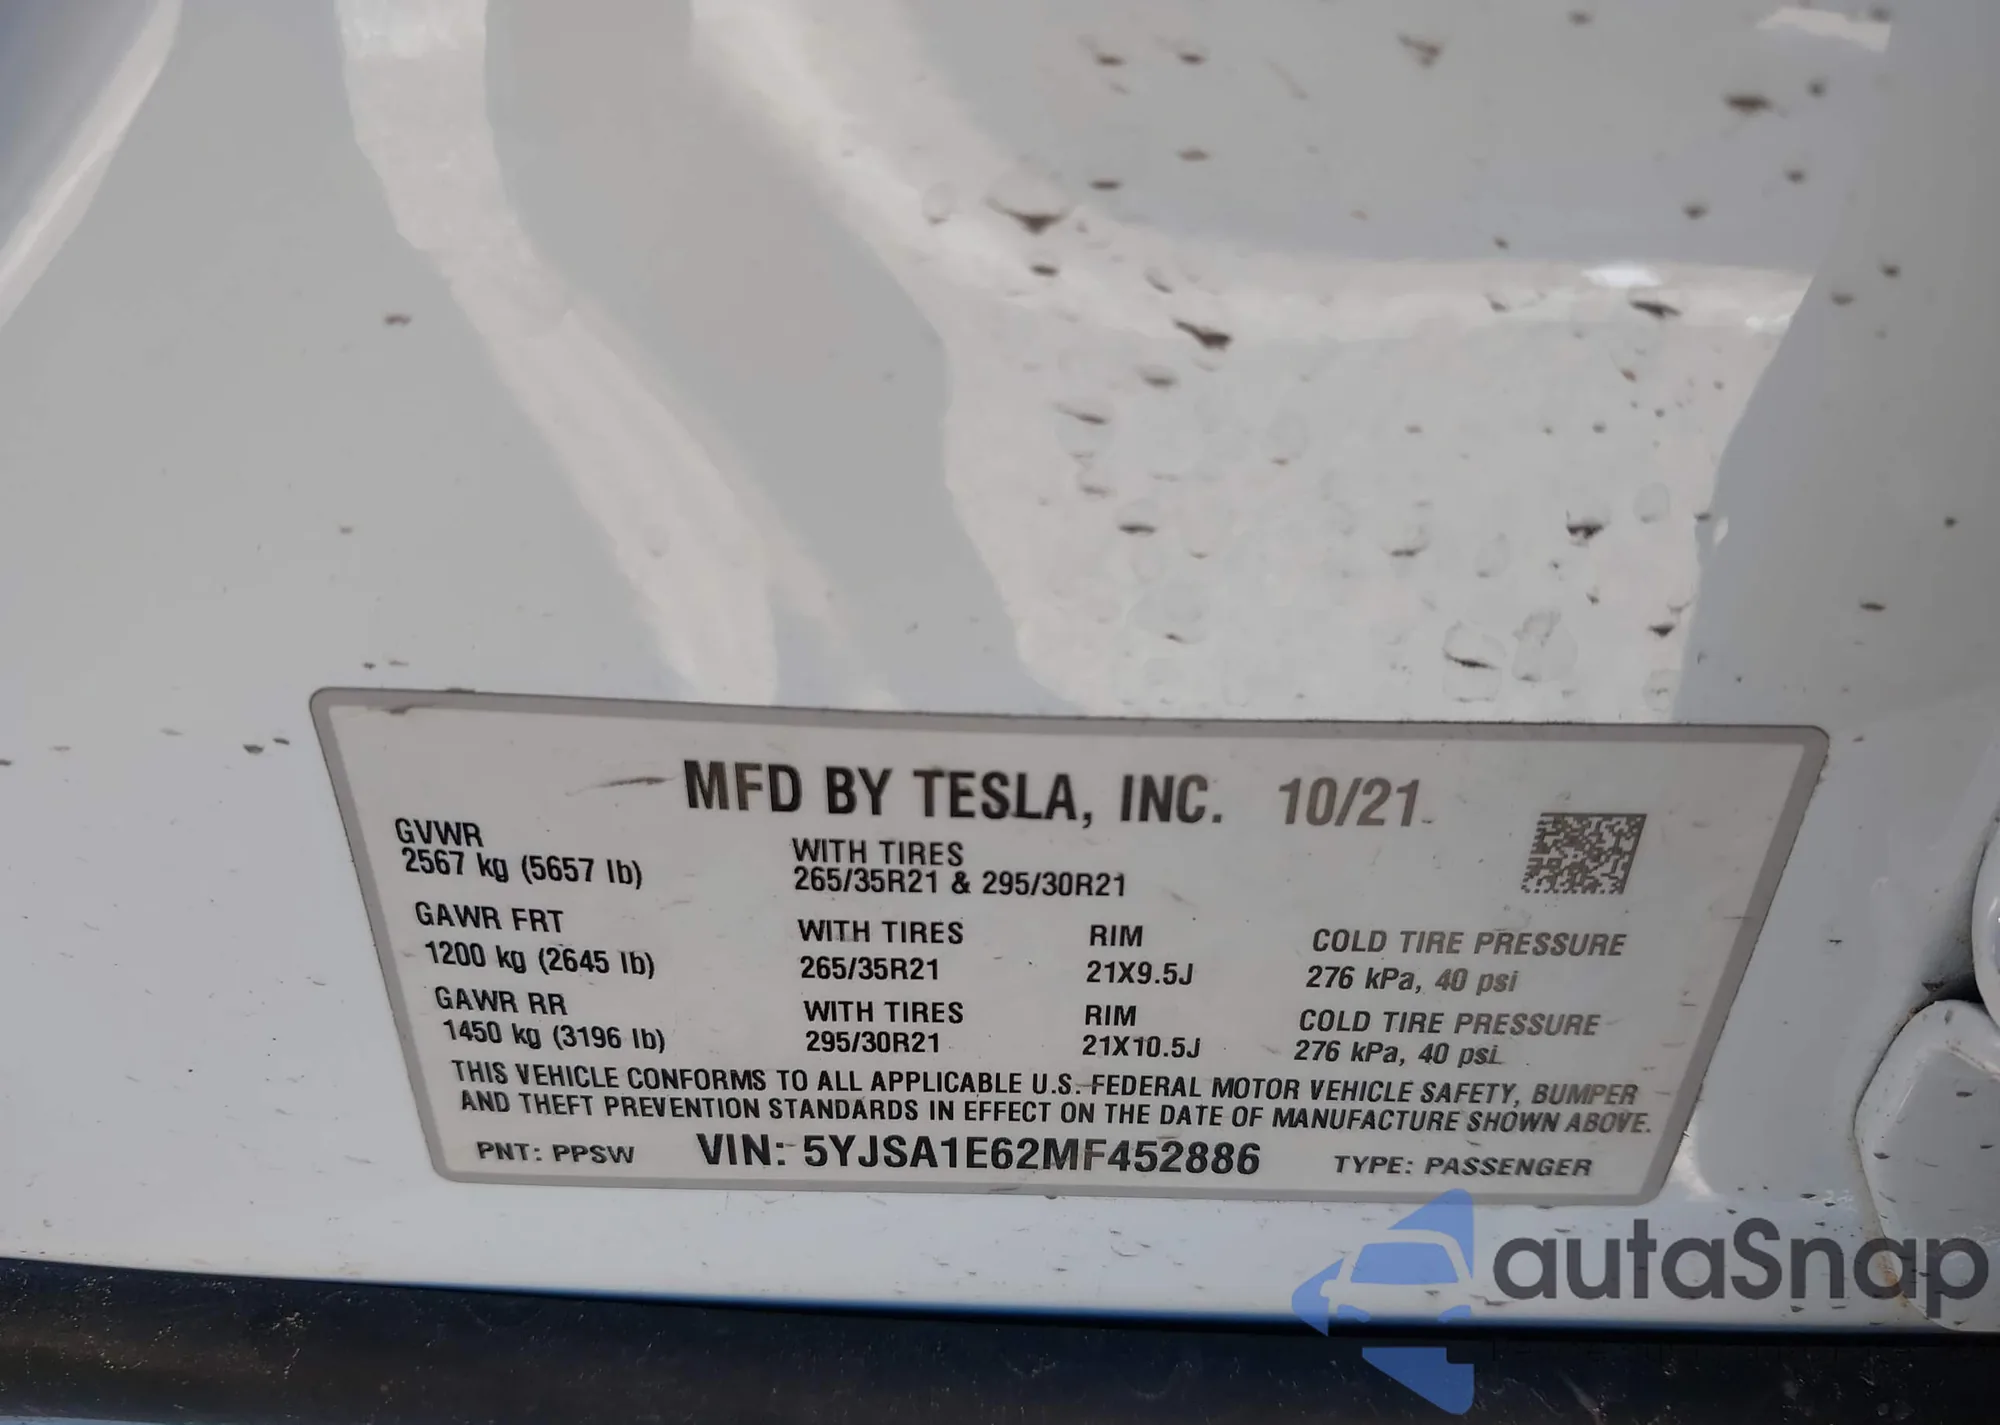 MFD BY TESLA, INC. 10/21
GVWR
2567 kg (5657 lb)
WITH TIRES
265/35R21 & 295/30R21
GAWR FRT
1200 kg (2645 lb)
WITH TIRES
265/35R21
RIM
21X9.5J
COLD TIRE PRESSURE
276 kPa, 40 psi
GAWR RR
1450 kg (3196 lb)
WITH TIRES
295/30R21
RIM
21X10.5J
COLD TIRE PRESSURE
276 kPa, 40 psi
THIS VEHICLE CONFORMS TO ALL APPLICABLE U.S. FEDERAL MOTOR VEHICLE SAFETY, BUMPER
AND THEFT PREVENTION STANDARDS IN EFFECT ON THE DATE OF MANUFACTURE SHOWN ABOVE.
PNT: PPSW VIN: 5YJSA1E62MF452886 TYPE: PASSENGER
autaSnap